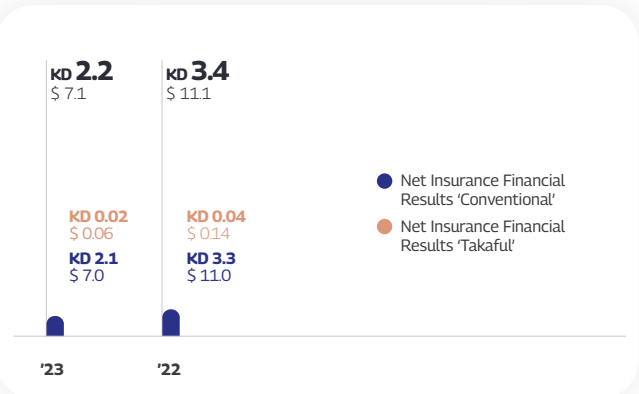 KD 2.2
$ 7.1
KD 3.4
$ 11.1
KD 0.02
$ 0.06
KD 2.1
$ 7.0
KD 0.04
$ 0.14
KD 3.3
$ 11.0
Net Insurance Financial
Results ‘Conventional’
Net Insurance Financial
Results ‘Takaful’
’23
’22